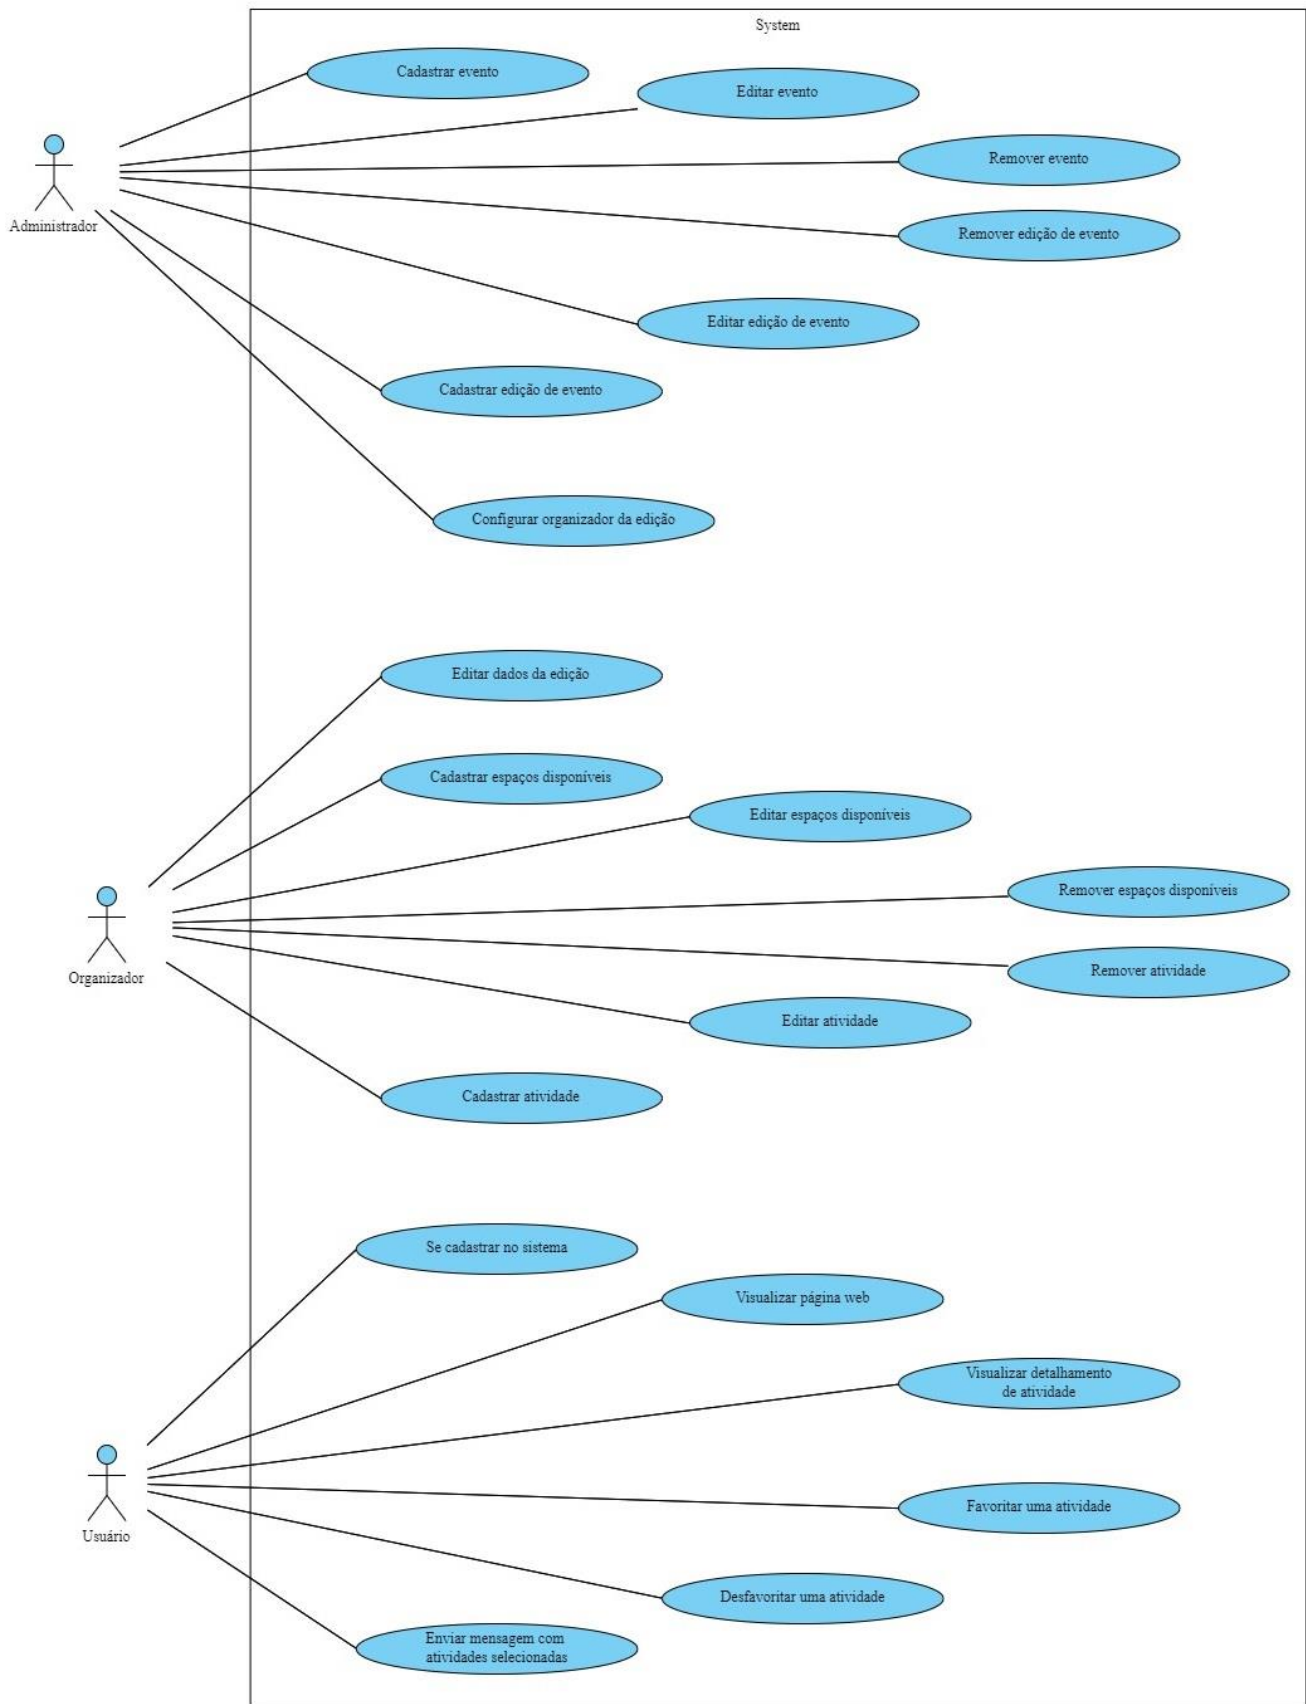 System
Cadastrar evento
Editar evento
Remover evento
Administrador
Remover edição de evento
Editar edição de evento
Cadastrar edição de evento
Configurar organizador da edição
Editar dados da edição
Cadastrar espaços disponíveis
Editar espaços disponíveis
Remover espaços disponíveis
Organizador
Remover atividade
Editar atividade
Cadastrar atividade
Se cadastrar no sistema
Visualizar página web
Visualizar detalhamento
de atividade
Usuário
Favoritar uma atividade
Desfavoritar uma atividade
Enviar mensagem com
atividades selecionadas